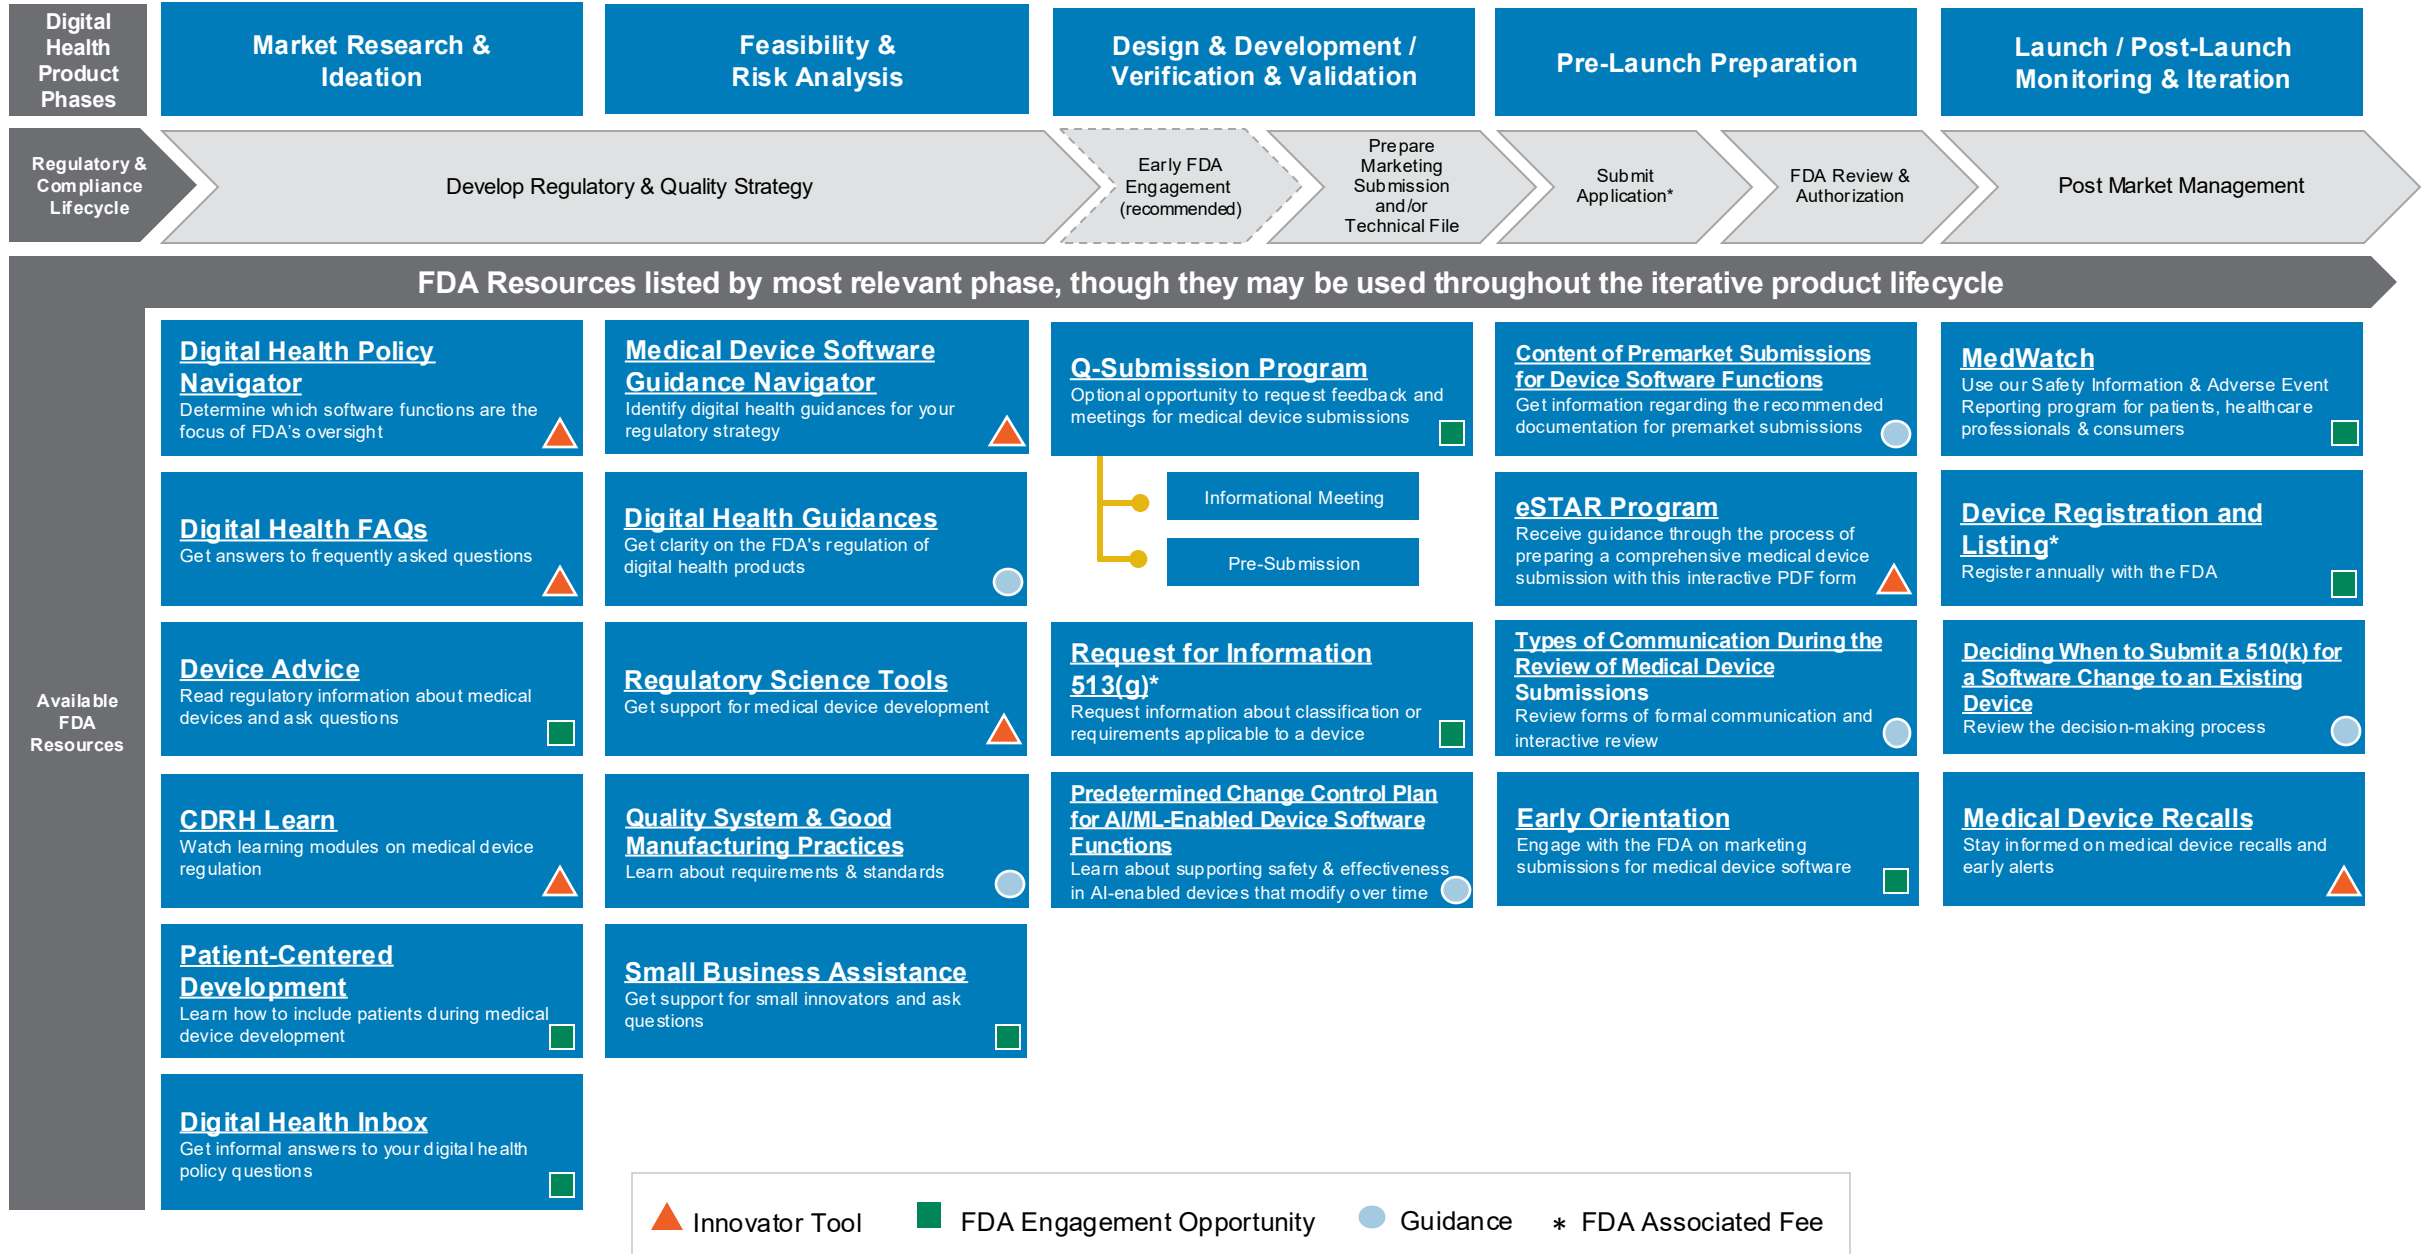 Digital
Health
Product
Phases
Market Research &
Ideation
Feasibility &
Risk Analysis
Design & Development /
Verification & Validation
Pre-Launch Preparation
Launch / Post-Launch
Monitoring & Iteration
Regulatory &
Compliance
Lifecycle
Develop Regulatory & Quality Strategy
Early FDA
Engagement
(recommended)
Prepare
Marketing
Submission
and/or
Technical File
Submit
Application*
FDA Review &
Authorization
Post Market Management
FDA Resources listed by most relevant phase, though they may be used throughout the iterative product lifecycle
Available
FDA
Resources
Digital Health Policy
Navigator
Determine which software functions are the
focus of FDA's oversight
Digital Health FAQs
Get answers to frequently asked questions
Device Advice
Read regulatory information about medical
devices and ask questions
CDRH Learn
Watch learning modules on medical device
regulation
Patient-Centered
Development
Learn how to include patients during medical
device development
Digital Health Inbox
Get informal answers to your digital health
policy questions
Medical Device Software
Guidance Navigator
Identify digital health guidances for your
regulatory strategy
Digital Health Guidances
Get clarity on the FDA's regulation of
digital health products
Regulatory Science Tools
Get support for medical device development
Quality System & Good
Manufacturing Practices
Learn about requirements & standards
Small Business Assistance
Get support for small innovators and ask
questions
Q-Submission Program
Optional opportunity to request feedback and
meetings for medical device submissions
Informational Meeting
Pre-Submission
Request for Information
513(g)*
Request information about classification or
requirements applicable to a device
Predetermined Change Control Plan
for AI/ML-Enabled Device Software
Functions
Learn about supporting safety & effectiveness
in AI-enabled devices that modify over time
Content of Premarket Submissions
for Device Software Functions
Get information regarding the recommended
documentation for premarket submissions
eSTAR Program
Receive guidance through the process of
preparing a comprehensive medical device
submission with this interactive PDF form
Types of Communication During the
Review of Medical Device
Submissions
Review forms of formal communication and
interactive review
Early Orientation
Engage with the FDA on marketing
submissions for medical device software
MedWatch
Use our Safety Information & Adverse Event
Reporting program for patients, healthcare
professionals & consumers
Device Registration and
Listing*
Register annually with the FDA
Deciding When to Submit a 510(k) for
a Software Change to an Existing
Device
Review the decision-making process
Medical Device Recalls
Stay informed on medical device recalls and
early alerts
Innovator Tool
FDA Engagement Opportunity
Guidance
* FDA Associated Fee